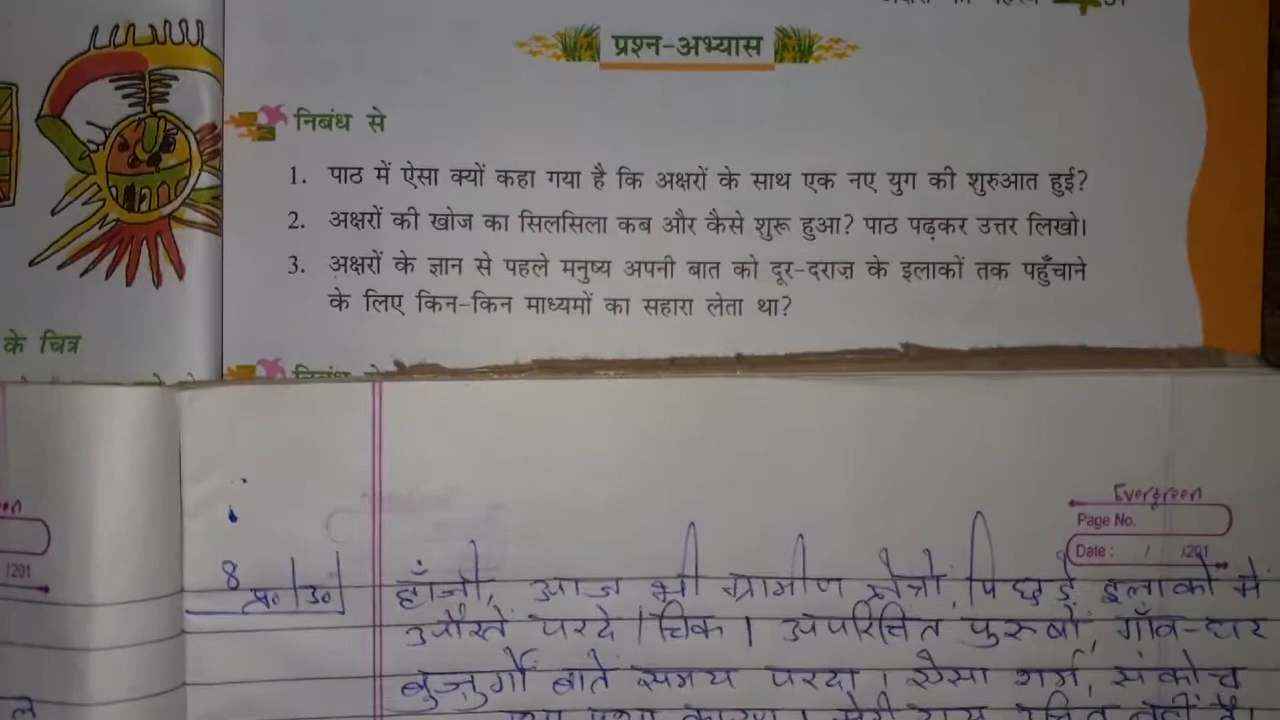 प्रश्न-अभ्यास
निबंध से
1. पाठ में ऐसा क्यों कहा गया है कि अक्षरों के साथ एक नए युग की शुरुआत हुई?
2. अक्षरों की खोज का सिलसिला कब और कैसे शुरू हुआ? पाठ पढ़कर उत्तर लिखो।
3. अक्षरों के ज्ञान से पहले मनुष्य अपनी बात को दूर-दराज़ के इलाकों तक पहुँचाने
के लिए किन-किन माध्यमों का सहारा लेता था?
के चित्र
Evergreen
Page No.
Date : / /201
/201
8 प्र० उ० हाँजी, आज भी ग्रामीण क्षेत्रों, पिछड़े इलाकों में
औरतें परदे / चिक । अपरिचित पुरुषों, गाँव-घर
बुज़ुर्गों बाते समय परदा । ऐसा शर्म, संकोच